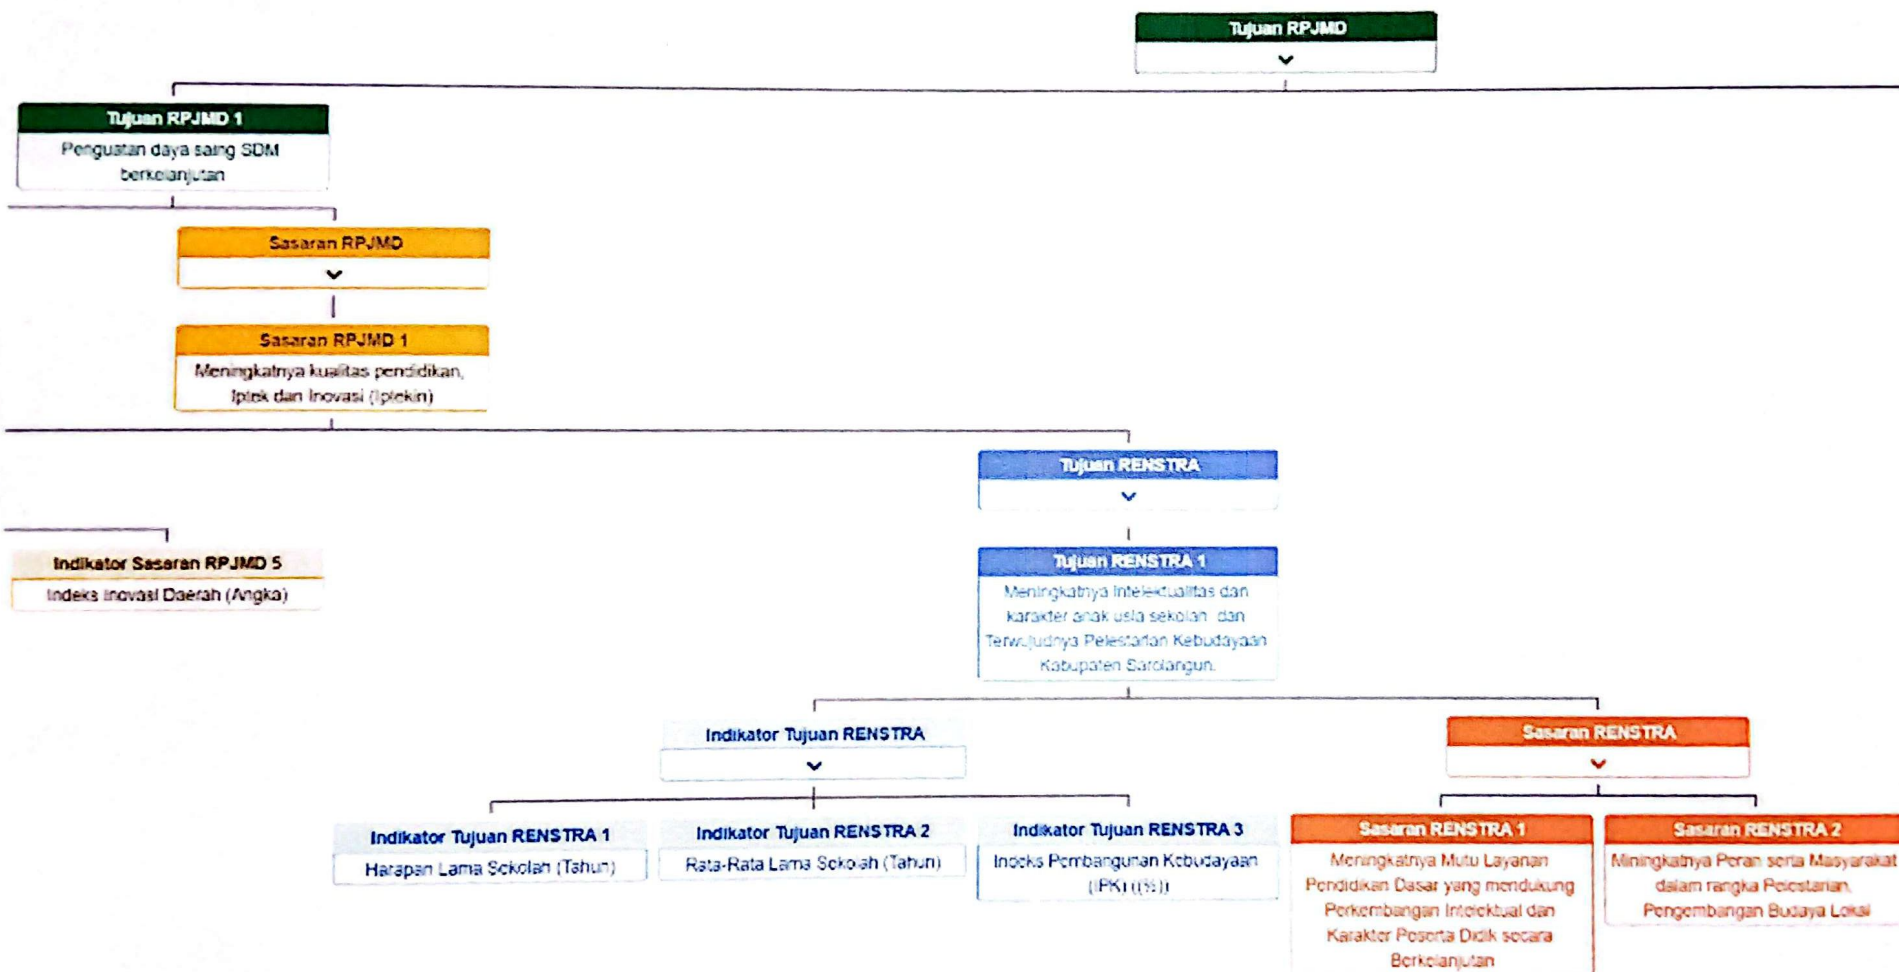 Tujuan RPJMD
Tujuan RPJMD 1
Penguatan daya saing SDM
berkelanjutan
Sasaran RPJMD
Sasaran RPJMD 1
Meningkatnya kualitas pendidikan,
Iptek dan Inovasi (Iptekin)
Tujuan RENSTRA
Indikator Sasaran RPJMD 5
Indeks Inovasi Daerah (Angka)
Tujuan RENSTRA 1
Meningkatnya Intelektualitas dan
karakter anak usia sekolah dan
Terwujudnya Pelestarian Kebudayaan
Kabupaten Sarolangun.
Indikator Tujuan RENSTRA
Sasaran RENSTRA
Indikator Tujuan RENSTRA 1
Harapan Lama Sekolah (Tahun)
Indikator Tujuan RENSTRA 2
Rata-Rata Lama Sekolah (Tahun)
Indikator Tujuan RENSTRA 3
Indeks Pembangunan Kebudayaan
(IPK) ((%))
Sasaran RENSTRA 1
Meningkatnya Mutu Layanan
Pendidikan Dasar yang mendukung
Perkembangan Intelektual dan
Karakter Peserta Didik secara
Berkelanjutan
Sasaran RENSTRA 2
Miningkatnya Peran serta Masyarakat
dalam rangka Pelestarian,
Pengembangan Budaya Lokal